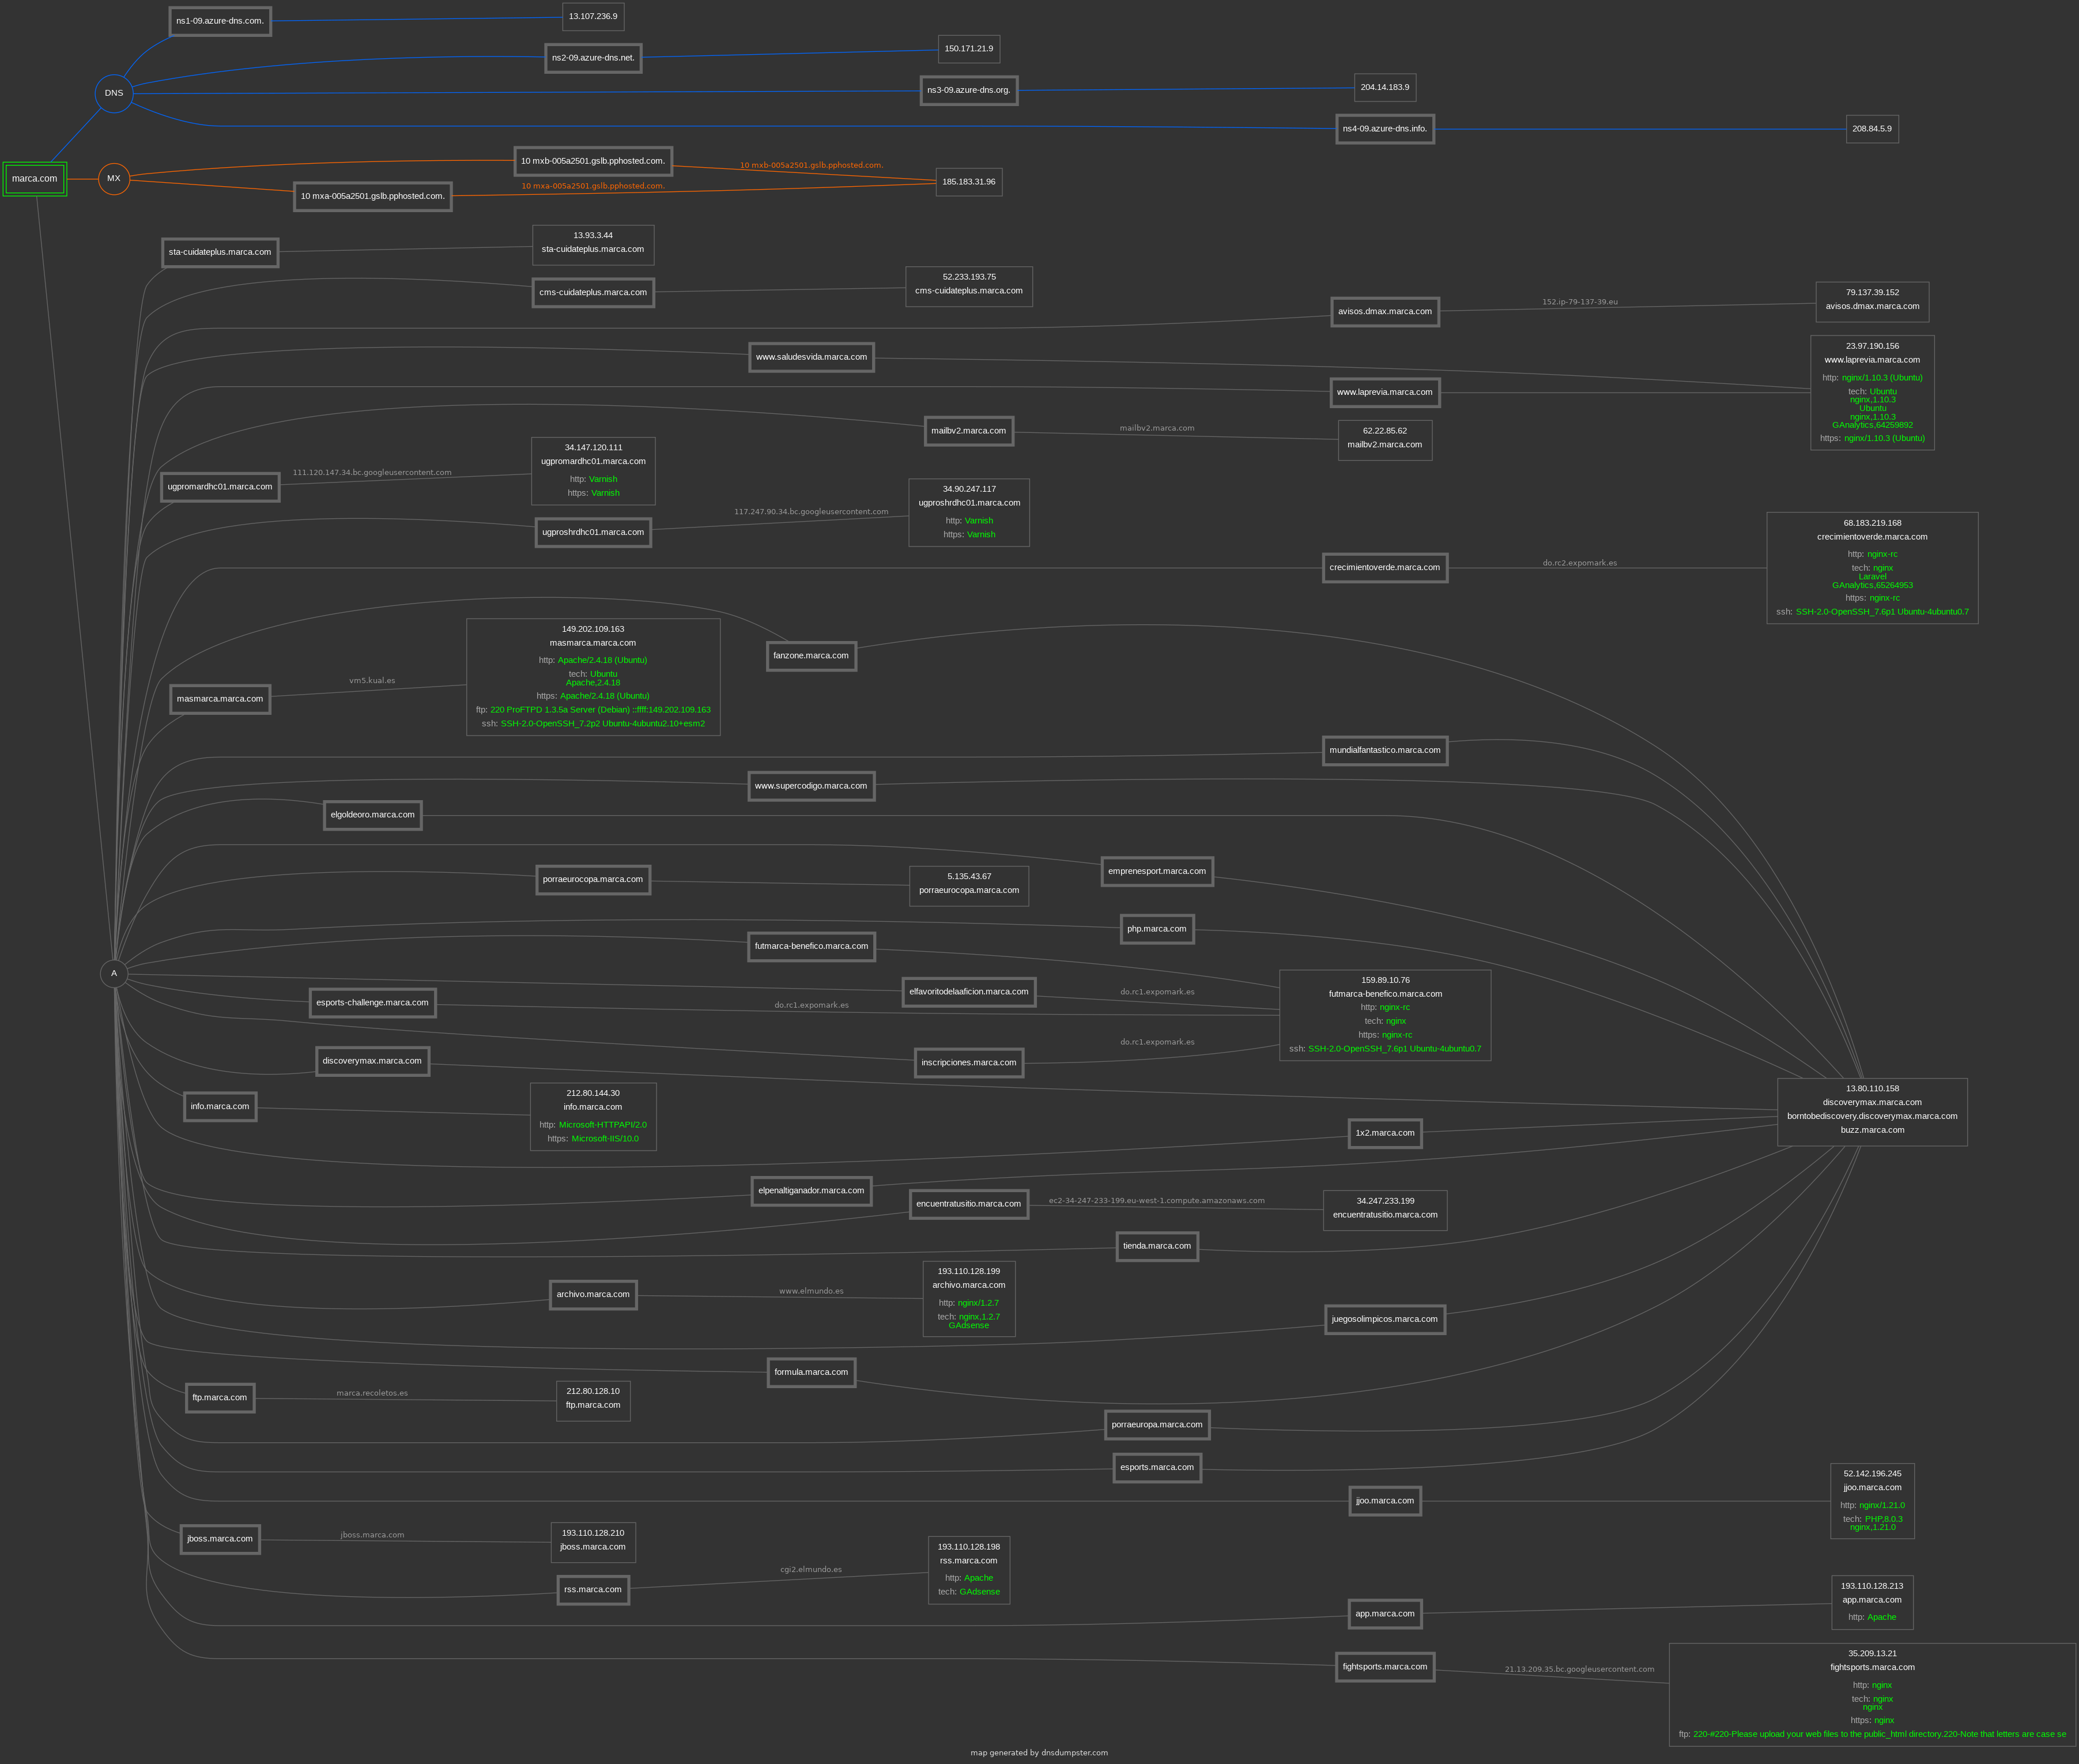 ns1-09.azure-dns.com.
13.107.236.9
ns2-09.azure-dns.net.
150.171.21.9
DNS
ns3-09.azure-dns.org.
204.14.183.9
ns4-09.azure-dns.info.
208.84.5.9
marca.com
MX
10 mxb-005a2501.gslb.pphosted.com.
10 mxb-005a2501.gslb.pphosted.com.
10 mxa-005a2501.gslb.pphosted.com.
10 mxa-005a2501.gslb.pphosted.com.
185.183.31.96
sta-cuidateplus.marca.com
13.93.3.44
sta-cuidateplus.marca.com
cms-cuidateplus.marca.com
52.233.193.75
cms-cuidateplus.marca.com
avisos.dmax.marca.com
152.ip-79-137-39.eu
79.137.39.152
avisos.dmax.marca.com
www.saludesvida.marca.com
www.laprevia.marca.com
23.97.190.156
www.laprevia.marca.com
http: nginx/1.10.3 (Ubuntu)
tech: Ubuntu
nginx,1.10.3
Ubuntu
nginx,1.10.3
GAnalytics,64259892
https: nginx/1.10.3 (Ubuntu)
mailbv2.marca.com
mailbv2.marca.com
62.22.85.62
mailbv2.marca.com
ugpromardhc01.marca.com
111.120.147.34.bc.googleusercontent.com
34.147.120.111
ugpromardhc01.marca.com
http: Varnish
https: Varnish
ugproshrdhc01.marca.com
117.247.90.34.bc.googleusercontent.com
34.90.247.117
ugproshrdhc01.marca.com
http: Varnish
https: Varnish
crecimientoverde.marca.com
do.rc2.expomark.es
68.183.219.168
crecimientoverde.marca.com
http: nginx-rc
tech: nginx
Laravel
GAnalytics,65264953
https: nginx-rc
ssh: SSH-2.0-OpenSSH_7.6p1 Ubuntu-4ubuntu0.7
fanzone.marca.com
masmarca.marca.com
vm5.kual.es
149.202.109.163
masmarca.marca.com
http: Apache/2.4.18 (Ubuntu)
tech: Ubuntu
Apache,2.4.18
https: Apache/2.4.18 (Ubuntu)
ftp: 220 ProFTPD 1.3.5a Server (Debian) ::ffff:149.202.109.163
ssh: SSH-2.0-OpenSSH_7.2p2 Ubuntu-4ubuntu2.10+esm2
mundialfantastico.marca.com
www.supercodigo.marca.com
elgoldeoro.marca.com
emprenesport.marca.com
porraeurocopa.marca.com
5.135.43.67
porraeurocopa.marca.com
php.marca.com
futmarca-benefico.marca.com
A
elfavoritodelaaficion.marca.com
do.rc1.expomark.es
esports-challenge.marca.com
do.rc1.expomark.es
159.89.10.76
futmarca-benefico.marca.com
http: nginx-rc
tech: nginx
https: nginx-rc
ssh: SSH-2.0-OpenSSH_7.6p1 Ubuntu-4ubuntu0.7
inscripciones.marca.com
do.rc1.expomark.es
discoverymax.marca.com
13.80.110.158
discoverymax.marca.com
borntobediscovery.discoverymax.marca.com
buzz.marca.com
info.marca.com
212.80.144.30
info.marca.com
http: Microsoft-HTTPAPI/2.0
https: Microsoft-IIS/10.0
1x2.marca.com
elpenaltiganador.marca.com
encuentratusitio.marca.com
ec2-34-247-233-199.eu-west-1.compute.amazonaws.com
34.247.233.199
encuentratusitio.marca.com
tienda.marca.com
archivo.marca.com
www.elmundo.es
193.110.128.199
archivo.marca.com
http: nginx/1.2.7
tech: nginx,1.2.7
GAdsense
juegosolimpicos.marca.com
formula.marca.com
ftp.marca.com
marca.recoletos.es
212.80.128.10
ftp.marca.com
porraeuropa.marca.com
esports.marca.com
jjoo.marca.com
52.142.196.245
jjoo.marca.com
http: nginx/1.21.0
tech: PHP,8.0.3
nginx,1.21.0
jboss.marca.com
jboss.marca.com
193.110.128.210
jboss.marca.com
rss.marca.com
cgi2.elmundo.es
193.110.128.198
rss.marca.com
http: Apache
tech: GAdsense
app.marca.com
193.110.128.213
app.marca.com
http: Apache
fightsports.marca.com
21.13.209.35.bc.googleusercontent.com
35.209.13.21
fightsports.marca.com
http: nginx
tech: nginx
nginx
https: nginx
ftp: 220-#220-Please upload your web files to the public_html directory.220-Note that letters are case se
map generated by dnsdumpster.com